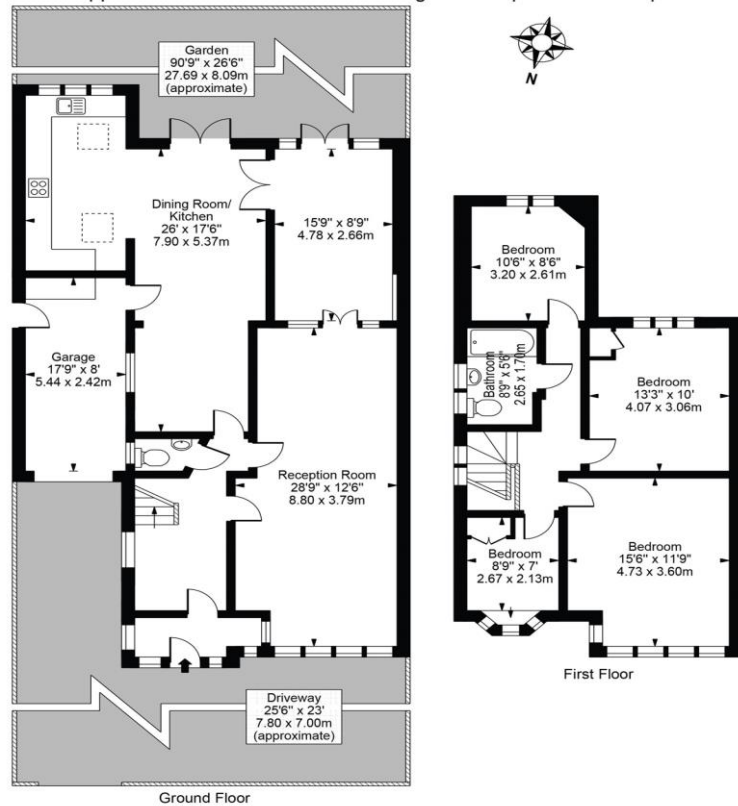 Garden
90'9" x 26'6"
27.69 x 8.09m
(approximate)
N
Dining Room/
Kitchen
26' x 17'6"
7.90 x 5.37m
15'9" x 8'9"
4.78 x 2.66m
Garage
17'9" x 8'
5.44 x 2.42m
Reception Room
28'9" x 12'6"
8.80 x 3.79m
Driveway
25'6" x 23'
7.80 x 7.00m
(approximate)
Ground Floor
Bedroom
10'6" x 8'6"
3.20 x 2.61m
Bathroom
8'9" x 5'6"
2.65 x 1.70m
Bedroom
13'3" x 10'
4.07 x 3.06m
Bedroom
8'9" x 7'
2.67 x 2.13m
Bedroom
15'6" x 11'9"
4.73 x 3.60m
First Floor